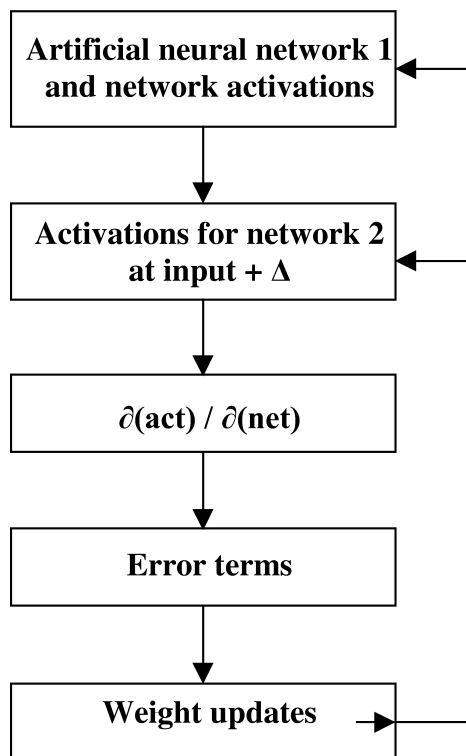 Artificial neural network 1
and network activations
Activations for network 2
at input + Δ
∂(act) / ∂(net)
Error terms
Weight updates